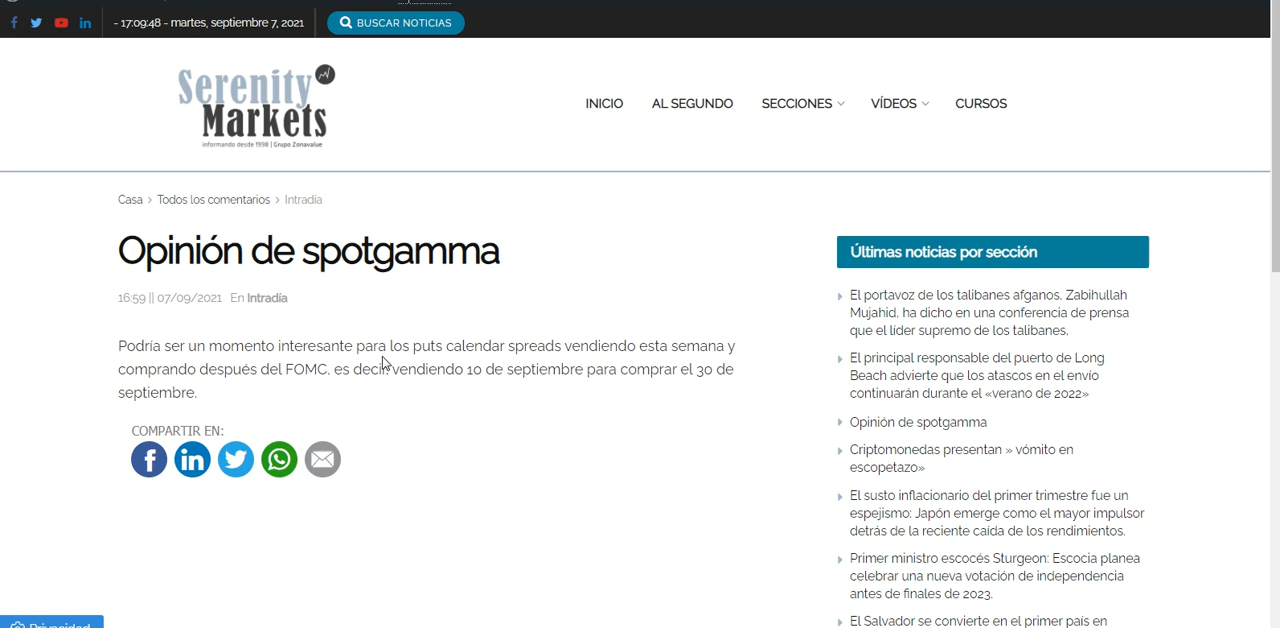 - 17:09:48 - martes, septiembre 7, 2021
BUSCAR NOTICIAS
Serenity
Markets
informando desde 1998 | Grupo Zonavalue
INICIO
AL SEGUNDO
SECCIONES
VÍDEOS
CURSOS
Casa > Todos los comentarios > Intradía
Opinión de spotgamma
16:59 || 07/09/2021 En Intradía
Podría ser un momento interesante para los puts calendar spreads vendiendo esta semana y
comprando después del FOMC, es decir, vendiendo 10 de septiembre para comprar el 30 de
septiembre.
COMPARTIR EN:
Últimas noticias por sección
El portavoz de los talibanes afganos, Zabihullah
Mujahid, ha dicho en una conferencia de prensa
que el líder supremo de los talibanes,
El principal responsable del puerto de Long
Beach advierte que los atascos en el envío
continuarán durante el «verano de 2022»
Opinión de spotgamma
Criptomonedas presentan » vómito en
escopetazo»
El susto inflacionario del primer trimestre fue un
espejismo: Japón emerge como el mayor impulsor
detrás de la reciente caída de los rendimientos.
Primer ministro escocés Sturgeon: Escocia planea
celebrar una nueva votación de independencia
antes de finales de 2023.
El Salvador se convierte en el primer país en
Privacidad